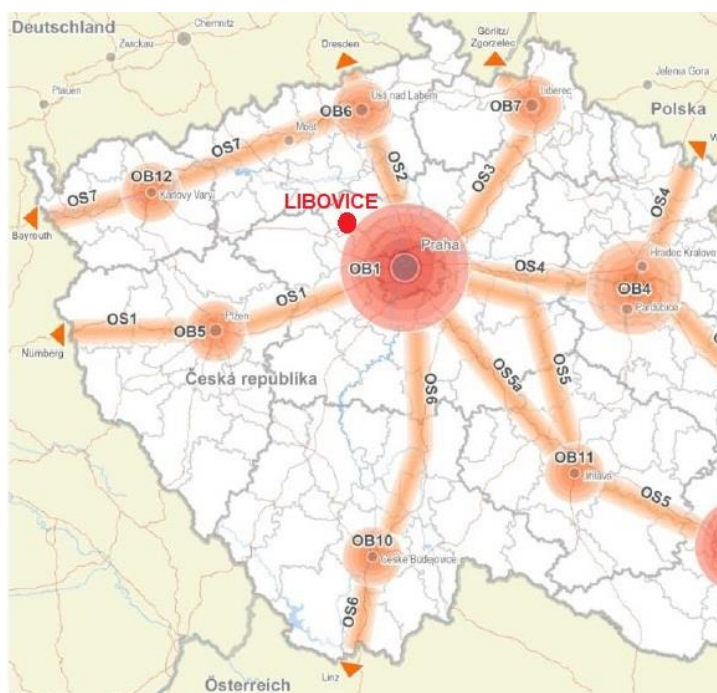 Deutschland
Chemnitz
Zwickau
Plauen
Dresden
Görlitz/
Zgorzelec
Jelenia Gora
Polska
OB6
Ústí nad Labem
OB7
Liberec
Most
OS7
OB12
Karlovy Vary
OS7
OS2
OS3
OS4
Bayreuth
LIBOVICE
Praha
OB1
OS4
Hradec Králové
OB4
Pardubice
OS1
OS1
OB5
Plzeň
Nürnberg
Česká republika
OS6
OS5a
OS5
OB11
Jihlava
OS5
OB10
České Budějovice
OS6
Linz
Österreich